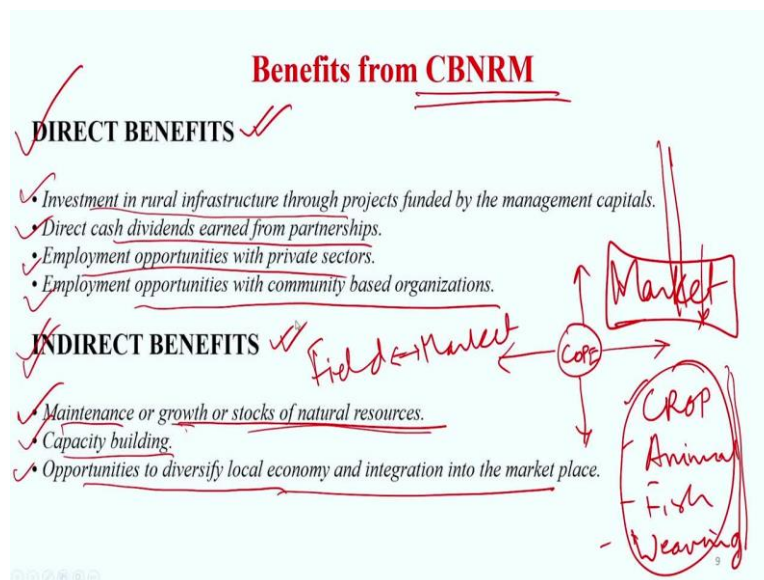 Benefits from CBNRM
DIRECT BENEFITS
• Investment in rural infrastructure through projects funded by the management capitals.
• Direct cash dividends earned from partnerships.
• Employment opportunities with private sectors.
• Employment opportunities with community based organizations.
Market
INDIRECT BENEFITS
Field ↔ Market
COPE
• Maintenance or growth or stocks of natural resources.
• Capacity building.
• Opportunities to diversify local economy and integration into the market place.
CROP
- Animal
- Fish
- Weaving
9